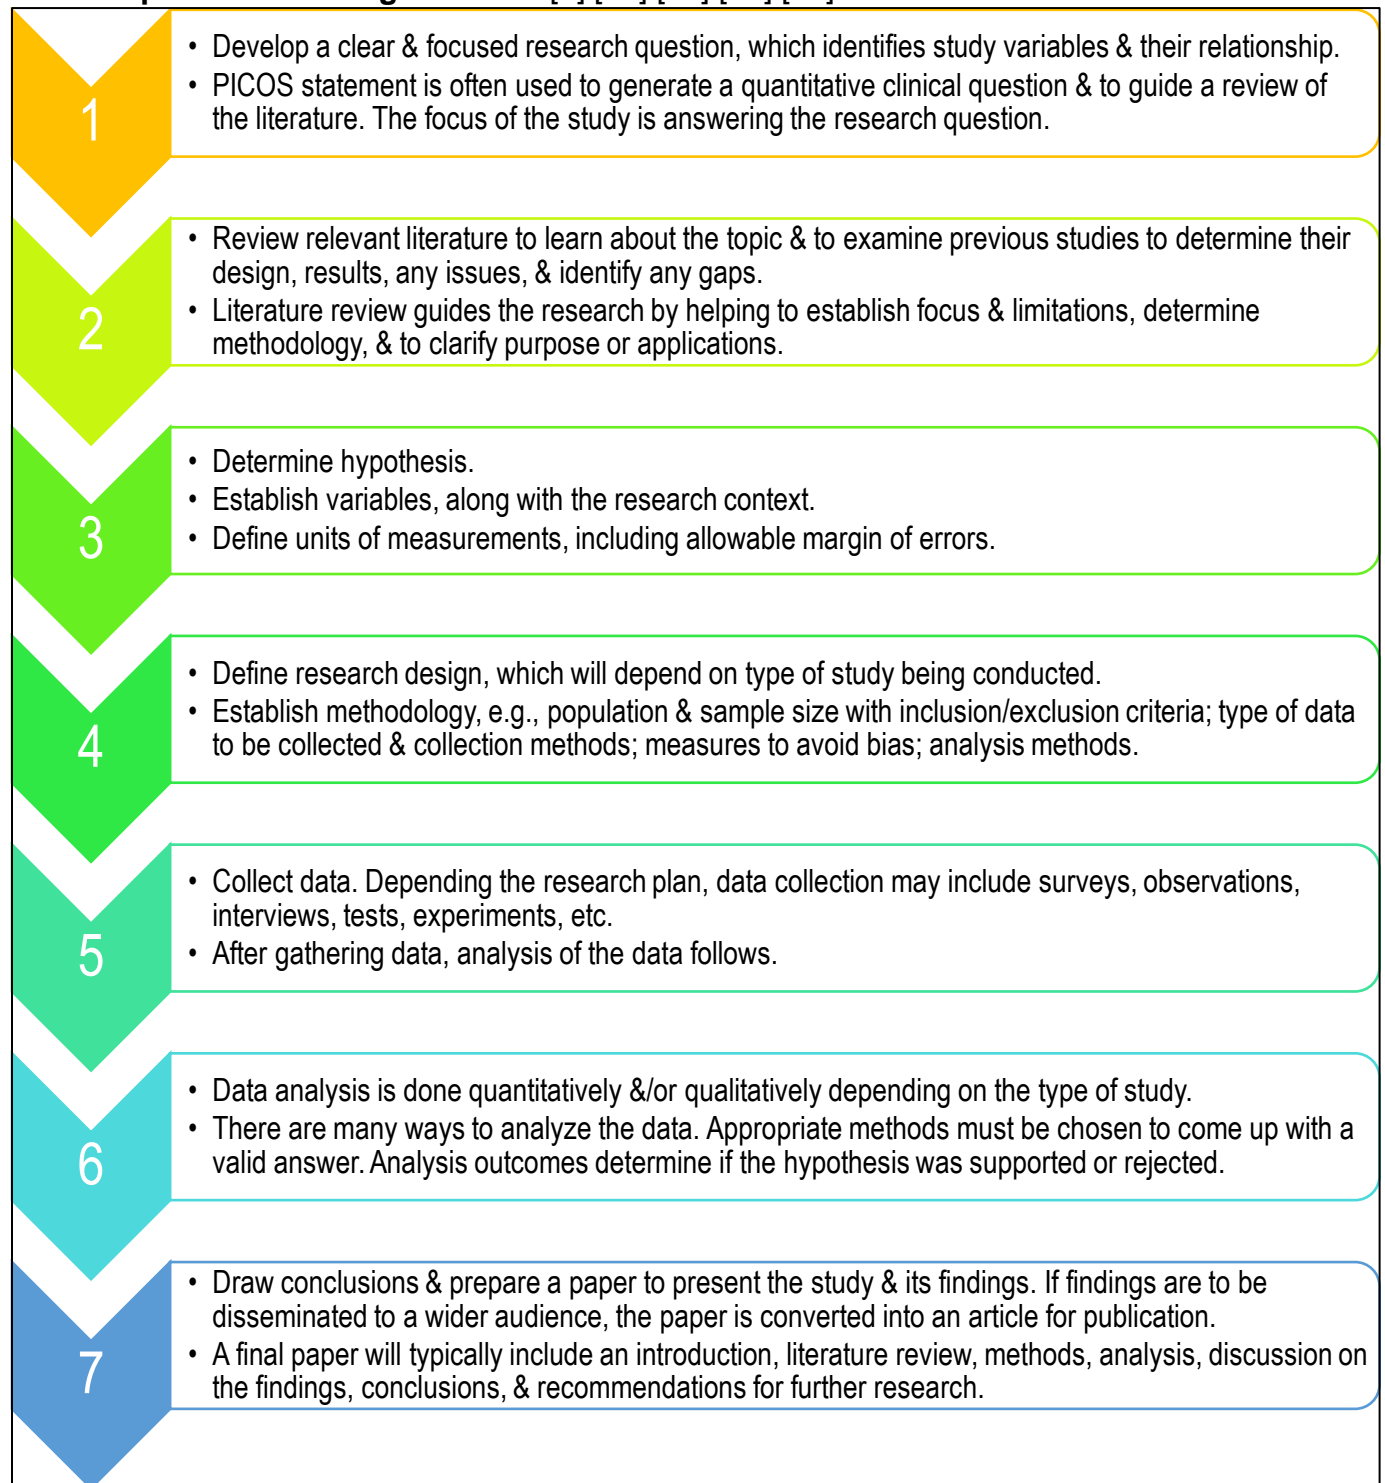 1
• Develop a clear & focused research question, which identifies study variables & their relationship.
• PICOS statement is often used to generate a quantitative clinical question & to guide a review of
the literature. The focus of the study is answering the research question.
2
• Review relevant literature to learn about the topic & to examine previous studies to determine their
design, results, any issues, & identify any gaps.
• Literature review guides the research by helping to establish focus & limitations, determine
methodology, & to clarify purpose or applications.
3
• Determine hypothesis.
• Establish variables, along with the research context.
• Define units of measurements, including allowable margin of errors.
4
• Define research design, which will depend on type of study being conducted.
• Establish methodology, e.g., population & sample size with inclusion/exclusion criteria; type of data
to be collected & collection methods; measures to avoid bias; analysis methods.
5
• Collect data. Depending the research plan, data collection may include surveys, observations,
interviews, tests, experiments, etc.
• After gathering data, analysis of the data follows.
6
• Data analysis is done quantitatively &/or qualitatively depending on the type of study.
• There are many ways to analyze the data. Appropriate methods must be chosen to come up with a
valid answer. Analysis outcomes determine if the hypothesis was supported or rejected.
7
• Draw conclusions & prepare a paper to present the study & its findings. If findings are to be
disseminated to a wider audience, the paper is converted into an article for publication.
• A final paper will typically include an introduction, literature review, methods, analysis, discussion on
the findings, conclusions, & recommendations for further research.